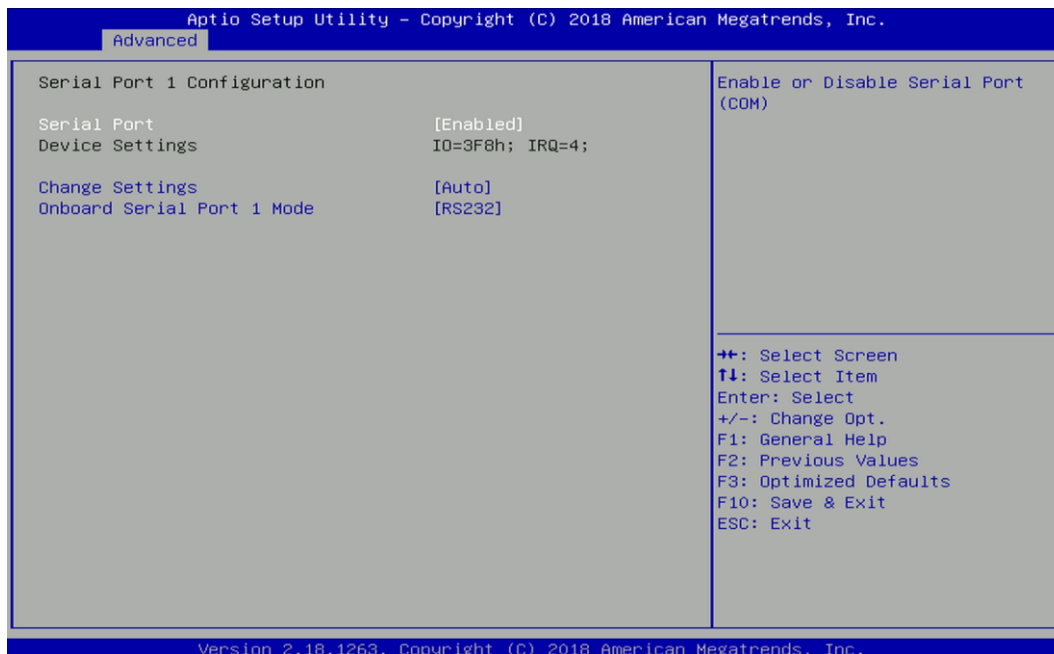 Aptio Setup Utility – Copyright (C) 2018 American Megatrends, Inc.
Advanced
Serial Port 1 Configuration
Serial Port [Enabled]
Device Settings IO=3F8h; IRQ=4;
Change Settings [Auto]
Onboard Serial Port 1 Mode [RS232]
Enable or Disable Serial Port
(COM)
→←: Select Screen
↑↓: Select Item
Enter: Select
+/-: Change Opt.
F1: General Help
F2: Previous Values
F3: Optimized Defaults
F10: Save & Exit
ESC: Exit
Version 2.18.1263. Copyright (C) 2018 American Megatrends, Inc.